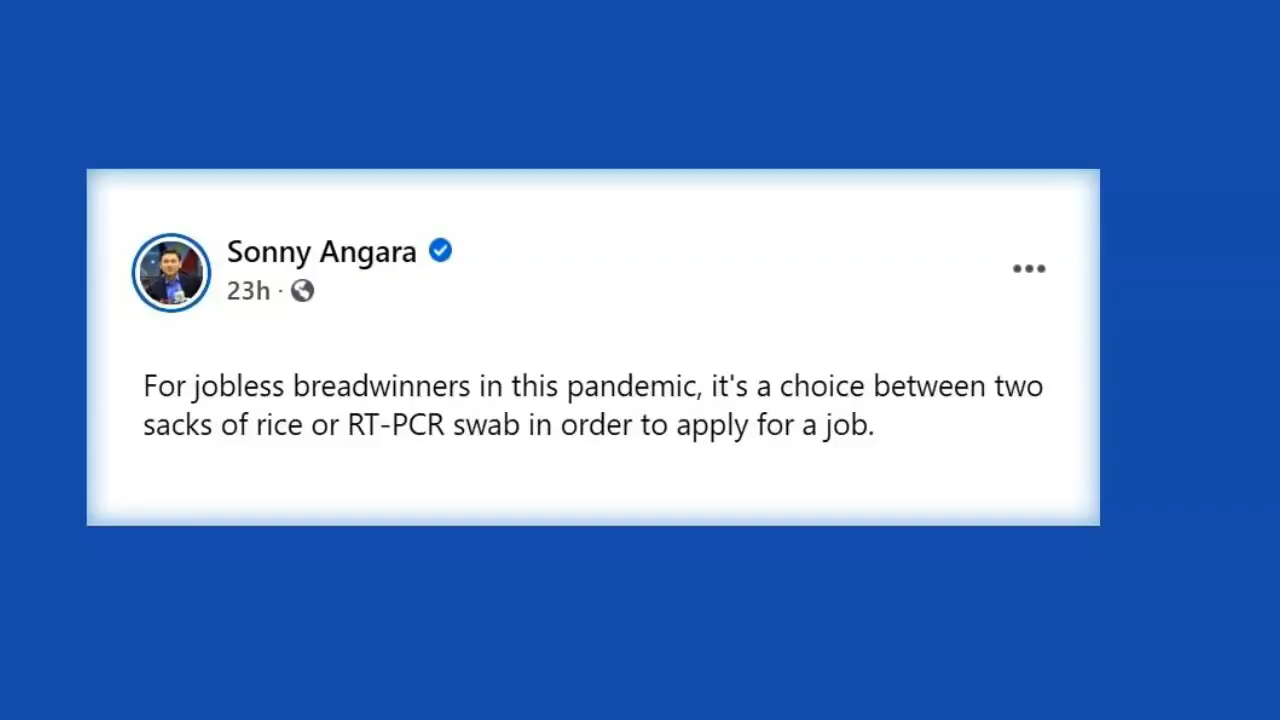 Sonny Angara
23h ·
For jobless breadwinners in this pandemic, it's a choice between two
sacks of rice or RT-PCR swab in order to apply for a job.